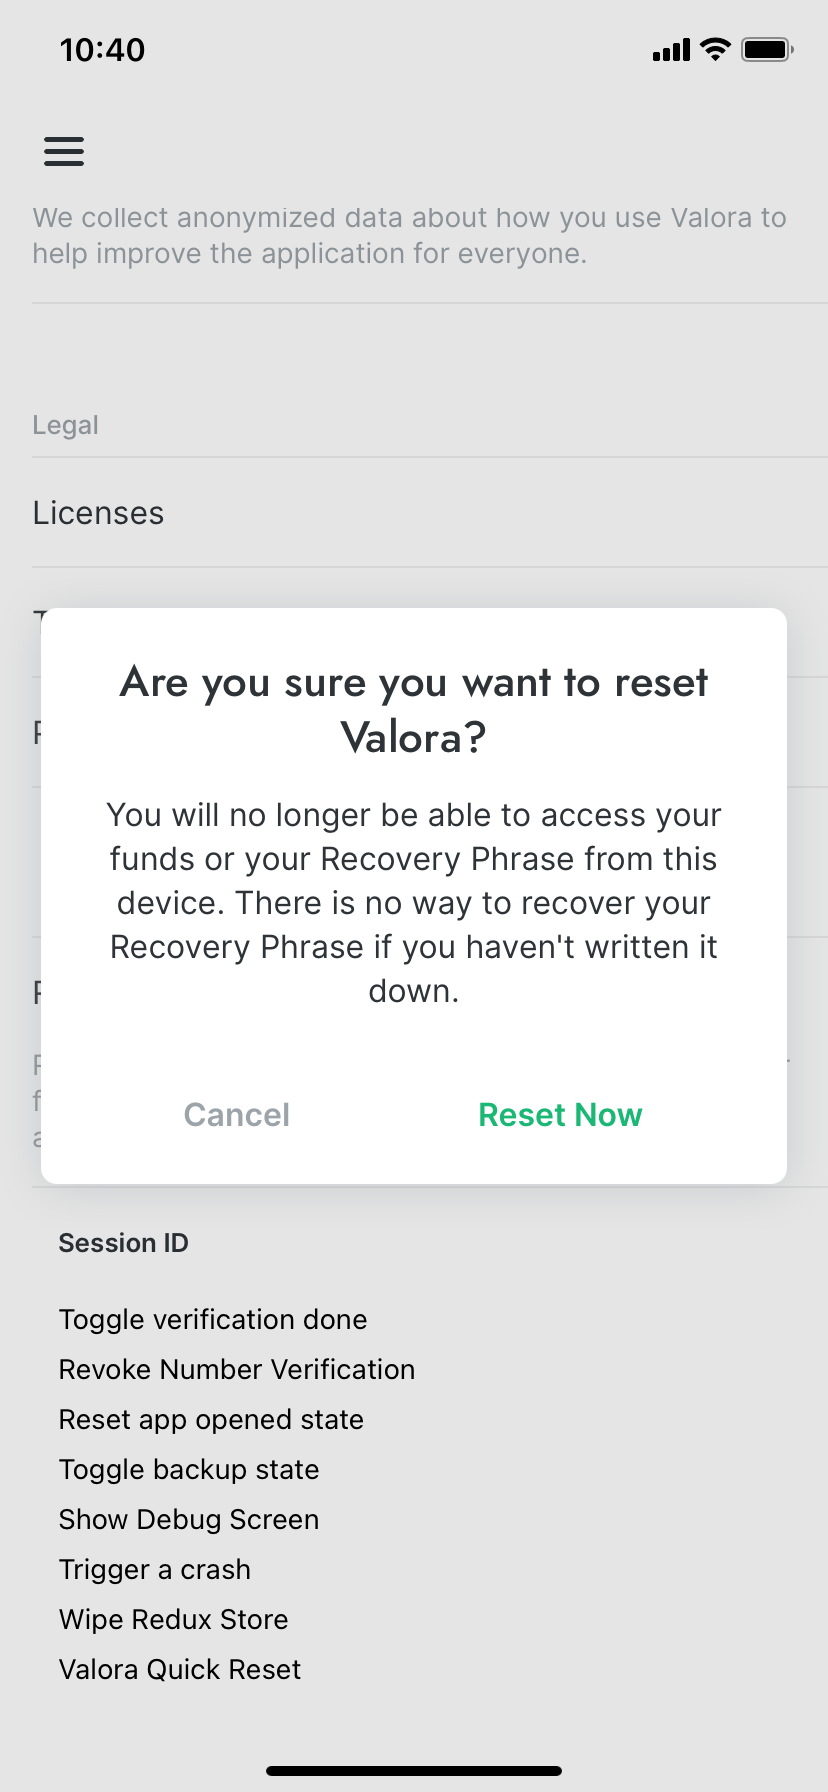 10:40
We collect anonymized data about how you use Valora to
help improve the application for everyone.
Legal
Licenses
Are you sure you want to reset
Valora?
You will no longer be able to access your
funds or your Recovery Phrase from this
device. There is no way to recover your
Recovery Phrase if you haven't written it
down.
Cancel
Reset Now
Session ID
Toggle verification done
Revoke Number Verification
Reset app opened state
Toggle backup state
Show Debug Screen
Trigger a crash
Wipe Redux Store
Valora Quick Reset